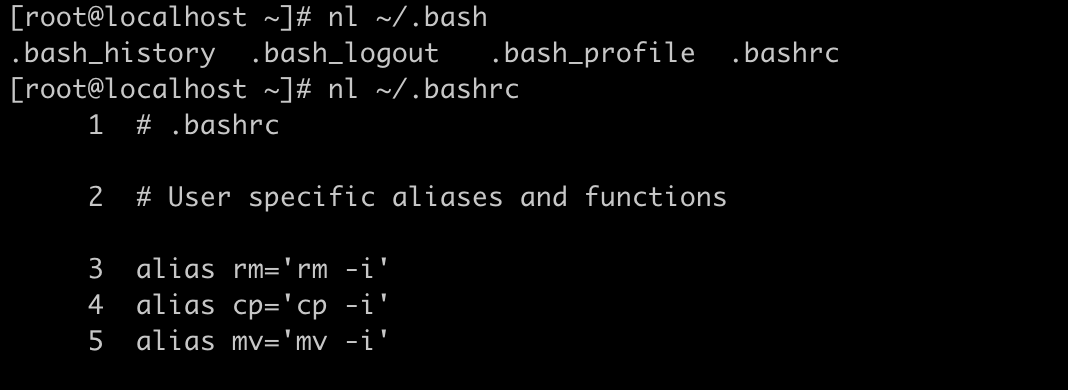 [root@localhost ~]# nl ~/.bash
.bash_history  .bash_logout   .bash_profile  .bashrc
[root@localhost ~]# nl ~/.bashrc
     1  # .bashrc
     2  # User specific aliases and functions
     3  alias rm='rm -i'
     4  alias cp='cp -i'
     5  alias mv='mv -i'